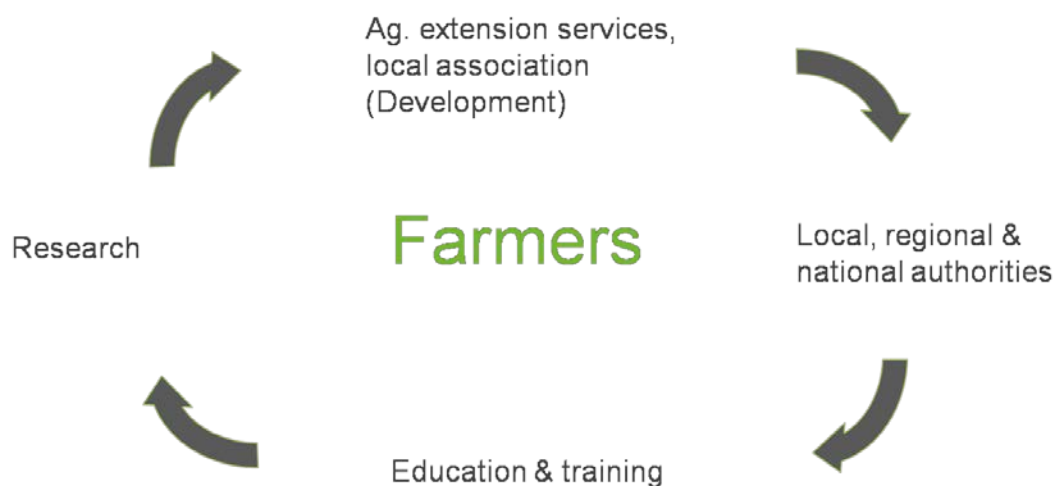 Ag. extension services,
local association
(Development)
Research
Farmers
Local, regional &
national authorities
Education & training